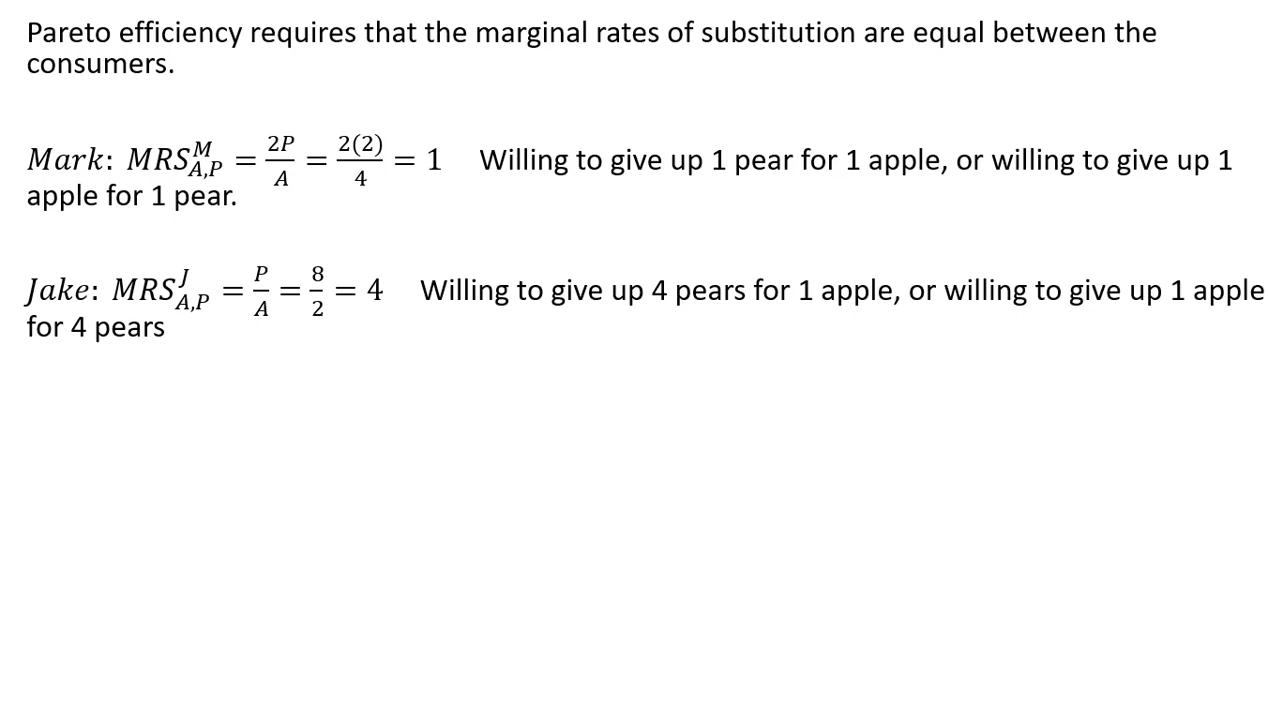 Pareto efficiency requires that the marginal rates of substitution are equal between the
consumers.
Mark: MRS^M_{A,P} = 2P/A = 2(2)/4 = 1 Willing to give up 1 pear for 1 apple, or willing to give up 1
apple for 1 pear.
Jake: MRS^J_{A,P} = P/A = 8/2 = 4 Willing to give up 4 pears for 1 apple, or willing to give up 1 apple
for 4 pears